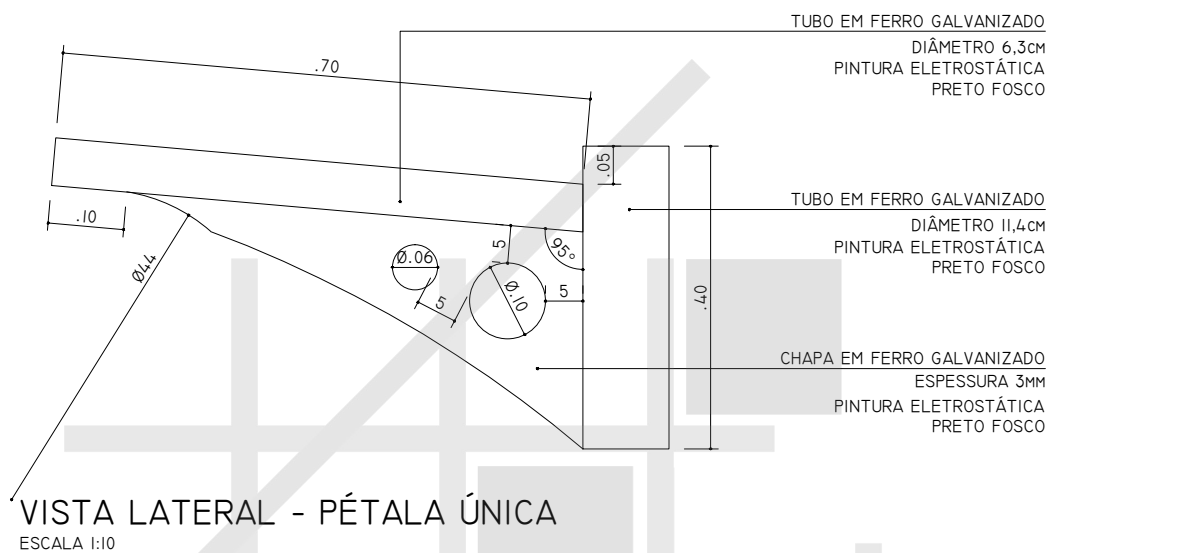 TUBO EM FERRO GALVANIZADO
DIÂMETRO 6,3CM
PINTURA ELETROSTÁTICA
PRETO FOSCO
.70
.05
TUBO EM FERRO GALVANIZADO
DIÂMETRO 11,4CM
PINTURA ELETROSTÁTICA
PRETO FOSCO
.10
5
95°
Ø44
Ø.06
Ø.10
5
5
.40
CHAPA EM FERRO GALVANIZADO
ESPESSURA 3MM
PINTURA ELETROSTÁTICA
PRETO FOSCO
VISTA LATERAL - PÉTALA ÚNICA
ESCALA 1:10